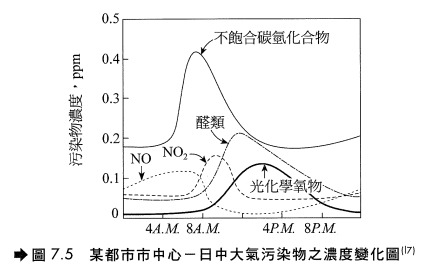 0.5
不飽合碳氫化合物
0.4
污染物濃度，ppm
0.3
醛類
0.2
NO
NO₂
0.1
光化學氧物
0
4A.M. 8A.M. 4P.M. 8P.M.
➡ 圖 7.5 某都市市中心－日中大氣污染物之濃度變化圖(17)